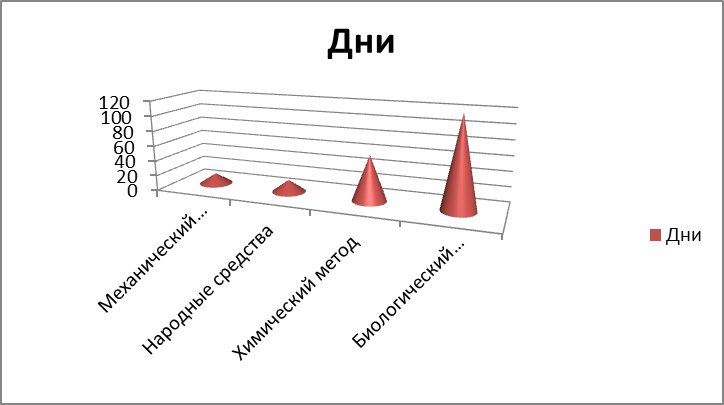 Дни
120
100
80
60
40
20
0
Механический...
Народные средства
Химический метод
Биологический...
Дни